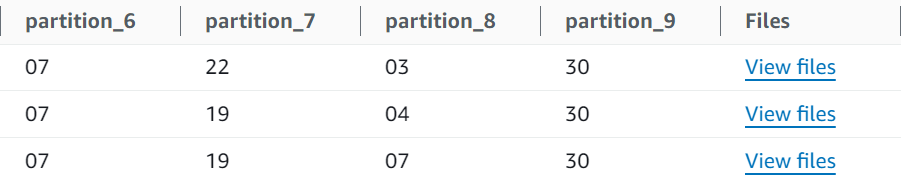 partition_6 partition_7 partition_8 partition_9 Files
07 22 03 30 View files
07 19 04 30 View files
07 19 07 30 View files